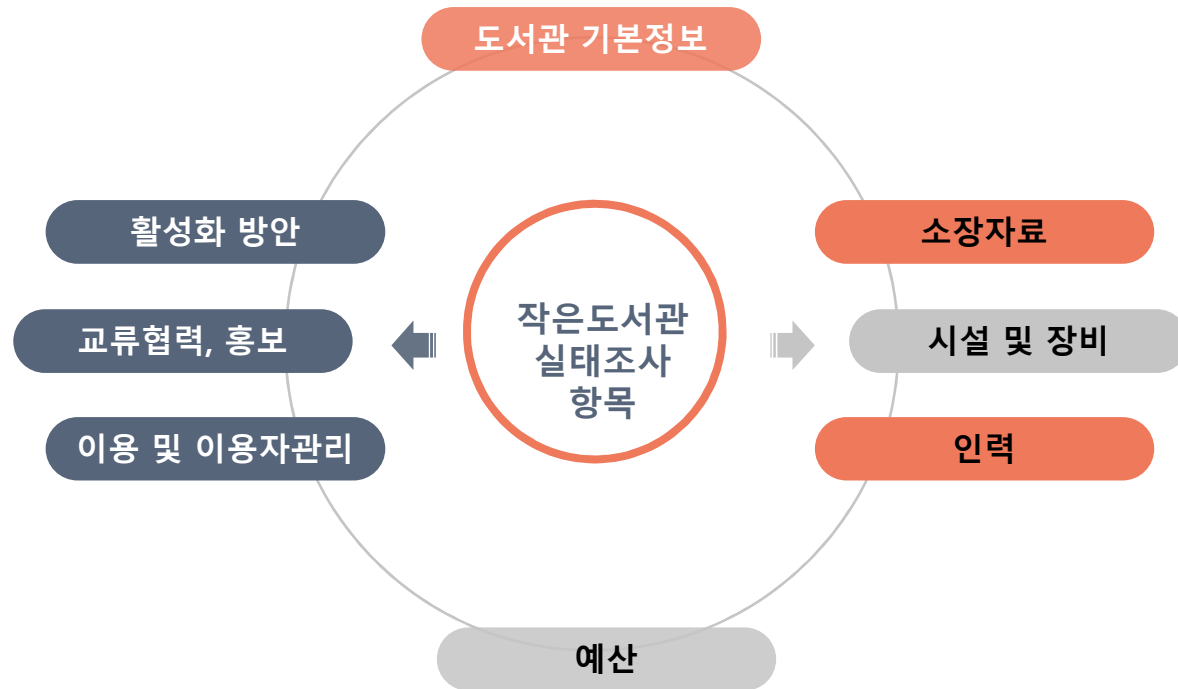 도서관 기본정보
활성화 방안
소장자료
작은도서관
실태조사
항목
교류협력, 홍보
시설 및 장비
이용 및 이용자관리
인력
예산